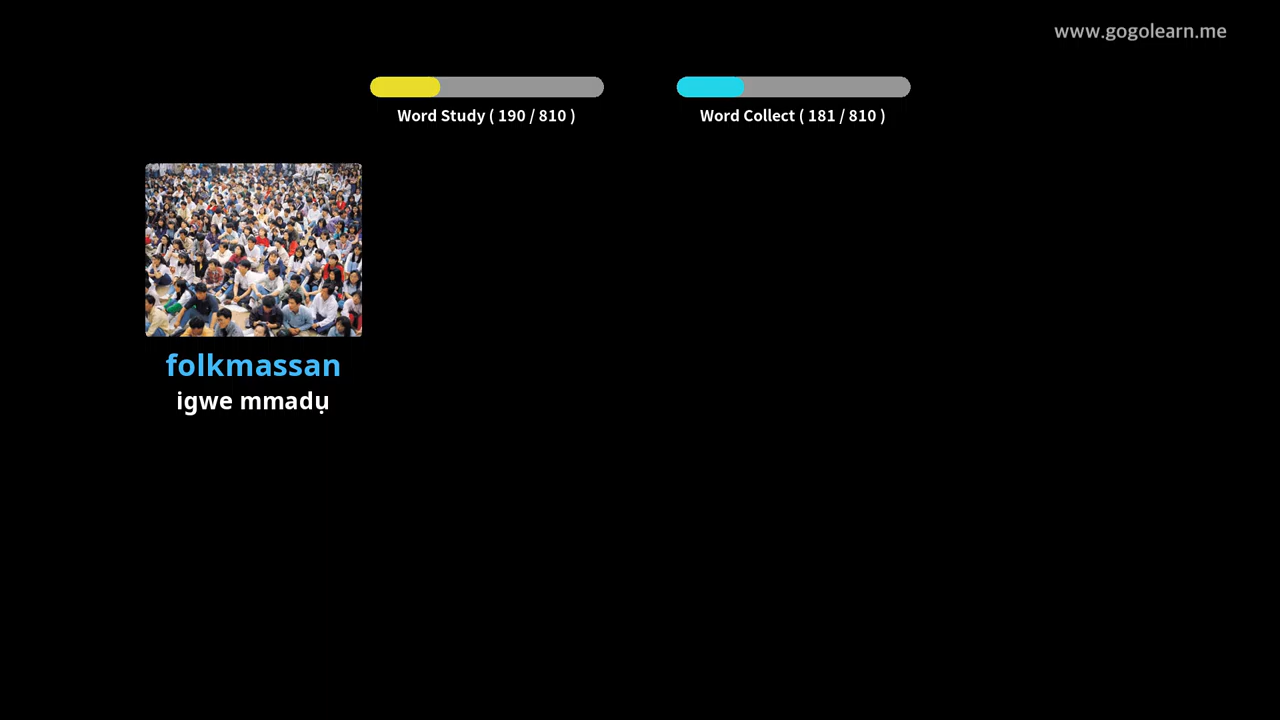 www.gogolearn.me
Word Study ( 190 / 810 )
Word Collect ( 181 / 810 )
folkmassan
igwe mmadụ